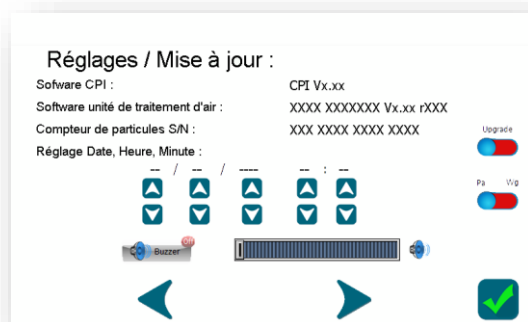 Réglages / Mise à jour :
Sofware CPI : CPI Vx.xx
Software unité de traitement d'air : XXXX XXXXXXX Vx.xx rXXX
Compteur de particules S/N : XXX XXXX XXXX XXXX
Upgrade
Réglage Date, Heure, Minute :
-- / -- / ---- -- : --
Pa Wg
Off
Buzzer